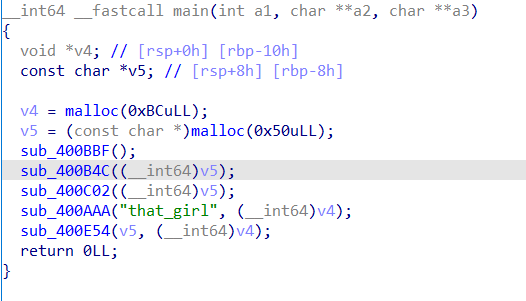 __int64 __fastcall main(int a1, char **a2, char **a3)
{
void *v4; // [rsp+0h] [rbp-10h]
const char *v5; // [rsp+8h] [rbp-8h]
v4 = malloc(0xBCuLL);
v5 = (const char *)malloc(0x50uLL);
sub_400BBF();
sub_400B4C((__int64)v5);
sub_400C02((__int64)v5);
sub_400AAA("that_girl", (__int64)v4);
sub_400E54(v5, (__int64)v4);
return 0LL;
}